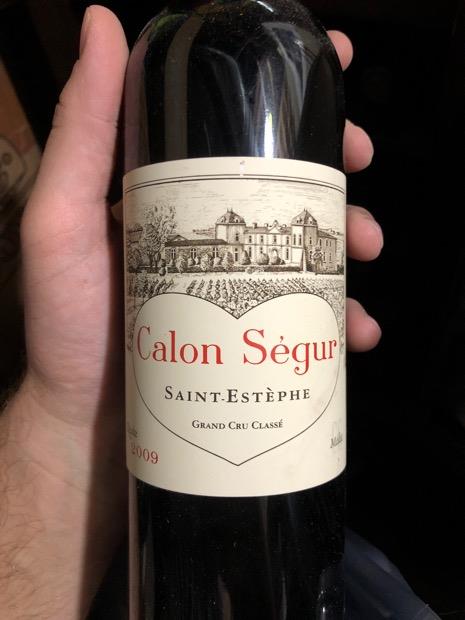 Calon Ségur
SAINT-ESTÈPHE
GRAND CRU CLASSÉ
2009